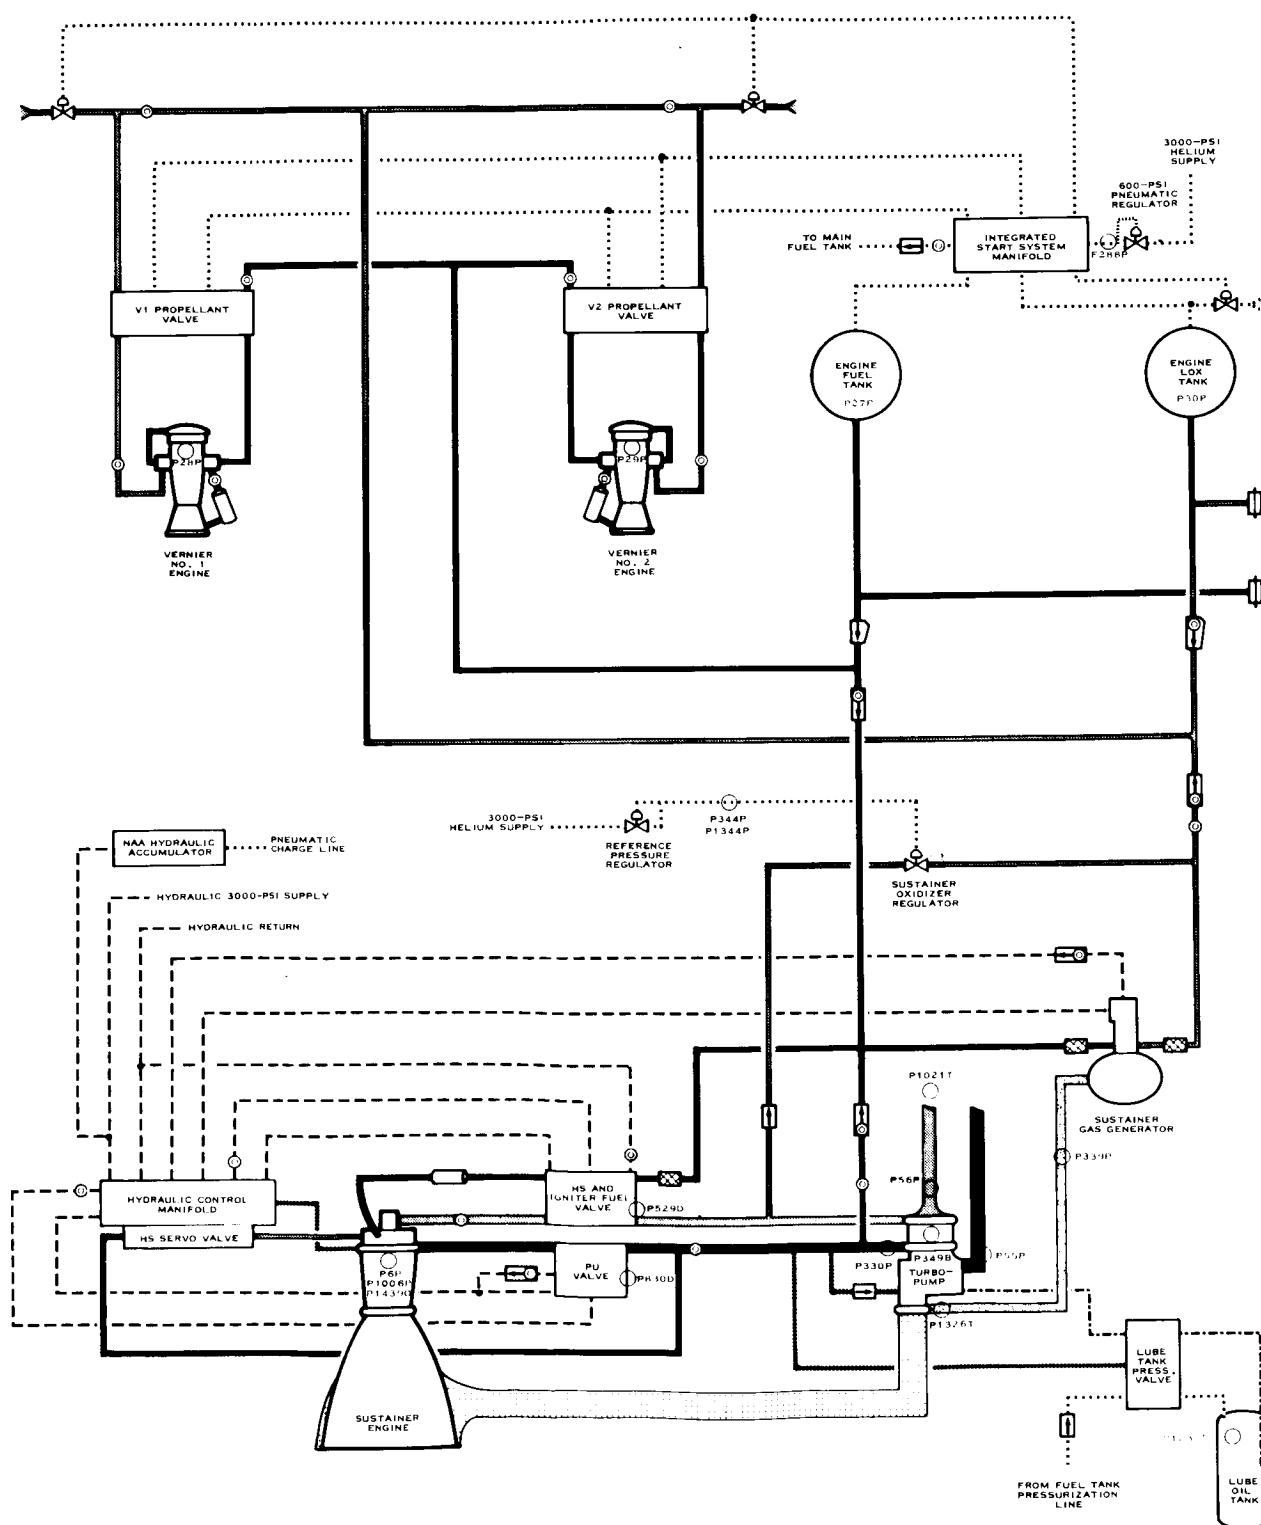 3000-PSI
HELIUM
SUPPLY
600-PSI
PNEUMATIC
REGULATOR
TO MAIN
FUEL TANK
INTEGRATED
START SYSTEM
MANIFOLD
F288P
V1 PROPELLANT
VALVE
V2 PROPELLANT
VALVE
ENGINE
FUEL
TANK
P27P
ENGINE
LOX
TANK
P30P
P28P
P29P
VERNIER
NO. 1
ENGINE
VERNIER
NO. 2
ENGINE
3000-PSI
HELIUM SUPPLY
P344P
P1344P
REFERENCE
PRESSURE
REGULATOR
NAA HYDRAULIC
ACCUMULATOR
PNEUMATIC
CHARGE LINE
SUSTAINER
OXIDIZER
REGULATOR
HYDRAULIC 3000-PSI SUPPLY
HYDRAULIC RETURN
P1021T
SUSTAINER
GAS GENERATOR
P339P
HYDRAULIC CONTROL
MANIFOLD
HS SERVO VALVE
HS AND
IGNITER FUEL
VALVE
P529D
P56P
P6P
P1006P
P1439D
PU
VALVE
P830D
P330P
P349B
P55P
TURBO-
PUMP
P1326T
LUBE
TANK
PRESS.
VALVE
SUSTAINER
ENGINE
FROM FUEL TANK
PRESSURIZATION
LINE
LUBE
OIL
TANK